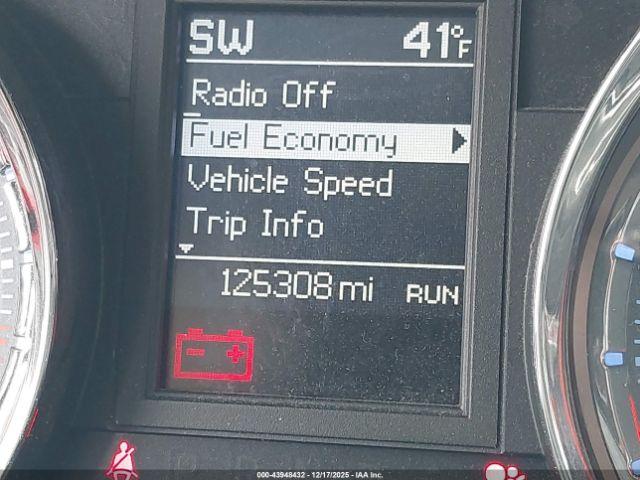 SW 41°F
Radio Off
Fuel Economy
Vehicle Speed
Trip Info
125308 mi RUN
000-43948432 - 12/17/2025 - IAA Inc.